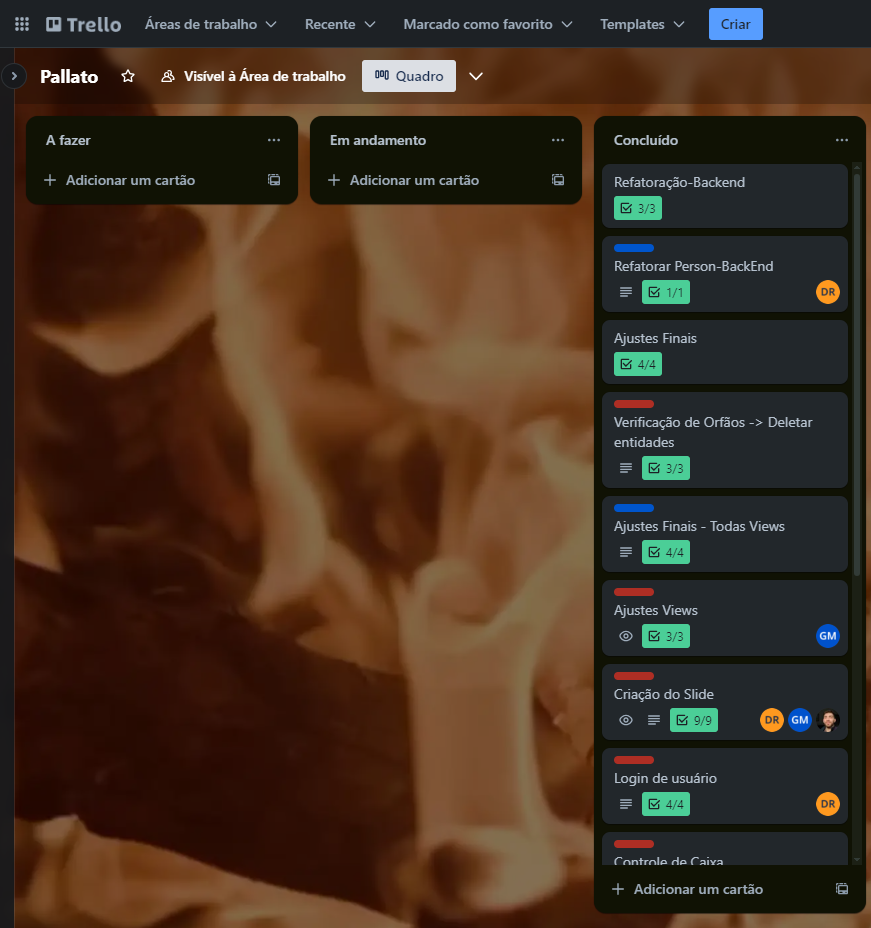 Trello
Áreas de trabalho
Recente
Marcado como favorito
Templates
Criar
Pallato
Visível à Área de trabalho
Quadro
A fazer
Adicionar um cartão
Em andamento
Adicionar um cartão
Concluído
Refatoração-Backend
3/3
Refatorar Person-BackEnd
1/1
DR
Ajustes Finais
4/4
Verificação de Orfãos -> Deletar
entidades
3/3
Ajustes Finais - Todas Views
4/4
Ajustes Views
3/3
GM
Criação do Slide
9/9
DR
GM
Login de usuário
4/4
DR
Controle de Caixa
Adicionar um cartão